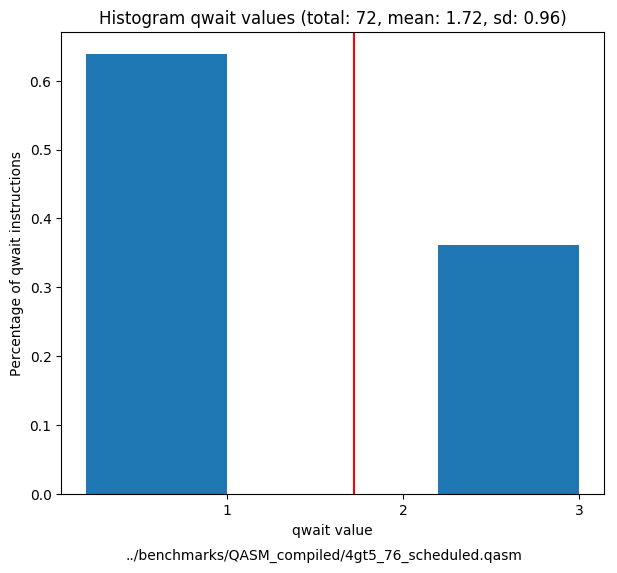 Histogram qwait values (total: 72, mean: 1.72, sd: 0.96)
Percentage of qwait instructions
0.6
0.5
0.4
0.3
0.2
0.1
0.0
1 2 3
qwait value
../benchmarks/QASM_compiled/4gt5_76_scheduled.qasm